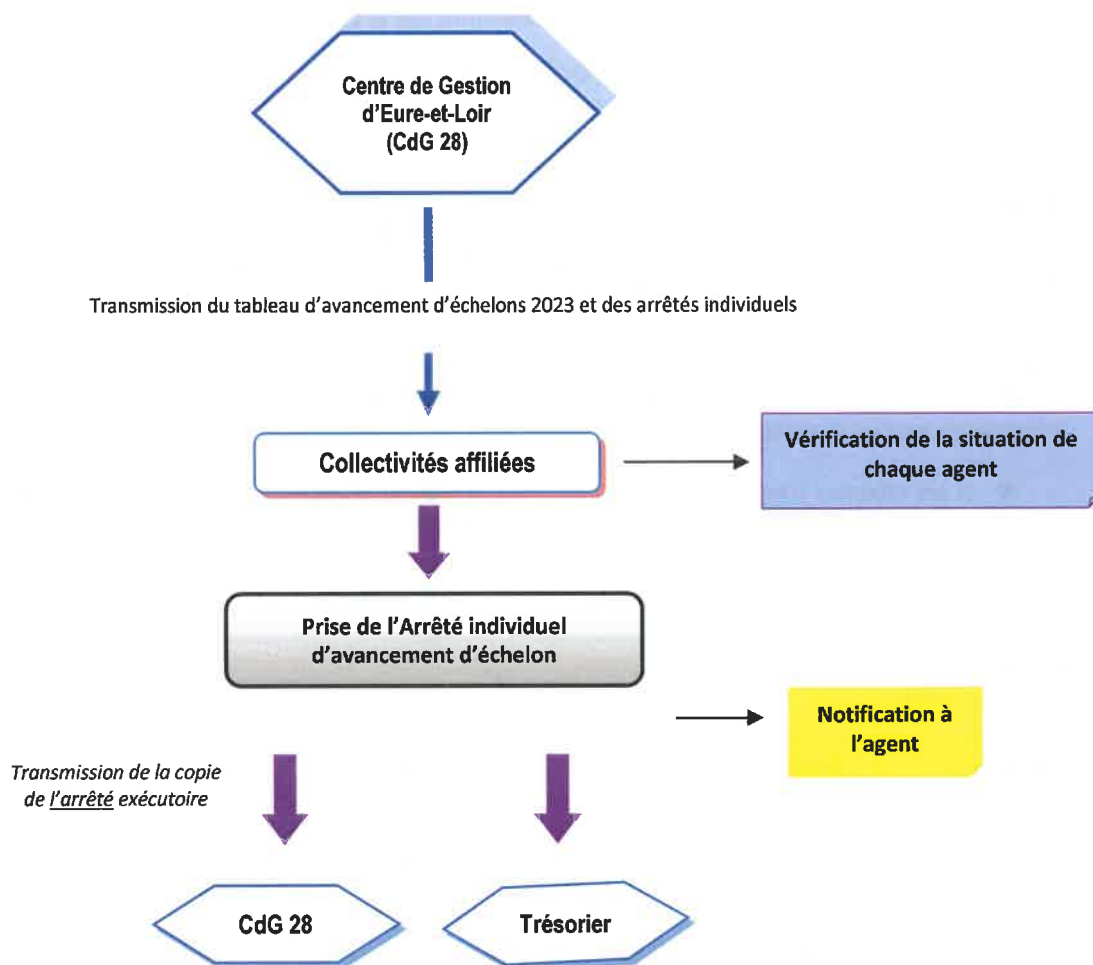 Centre de Gestion
d'Eure-et-Loir
(CdG 28)
Transmission du tableau d'avancement d'échelons 2023 et des arrêtés individuels
Collectivités affiliées
Vérification de la situation de
chaque agent
Prise de l'Arrêté individuel
d'avancement d'échelon
Notification à
l'agent
Transmission de la copie
de l'arrêté exécutoire
CdG 28
Trésorier